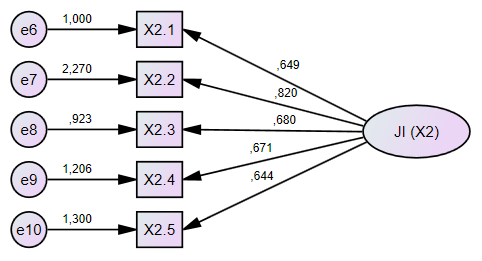 e6 1,000 X2.1
,649
e7 2,270 X2.2
,820
e8 ,923 X2.3
,680
JI (X2)
e9 1,206 X2.4
,671
e10 1,300 X2.5
,644